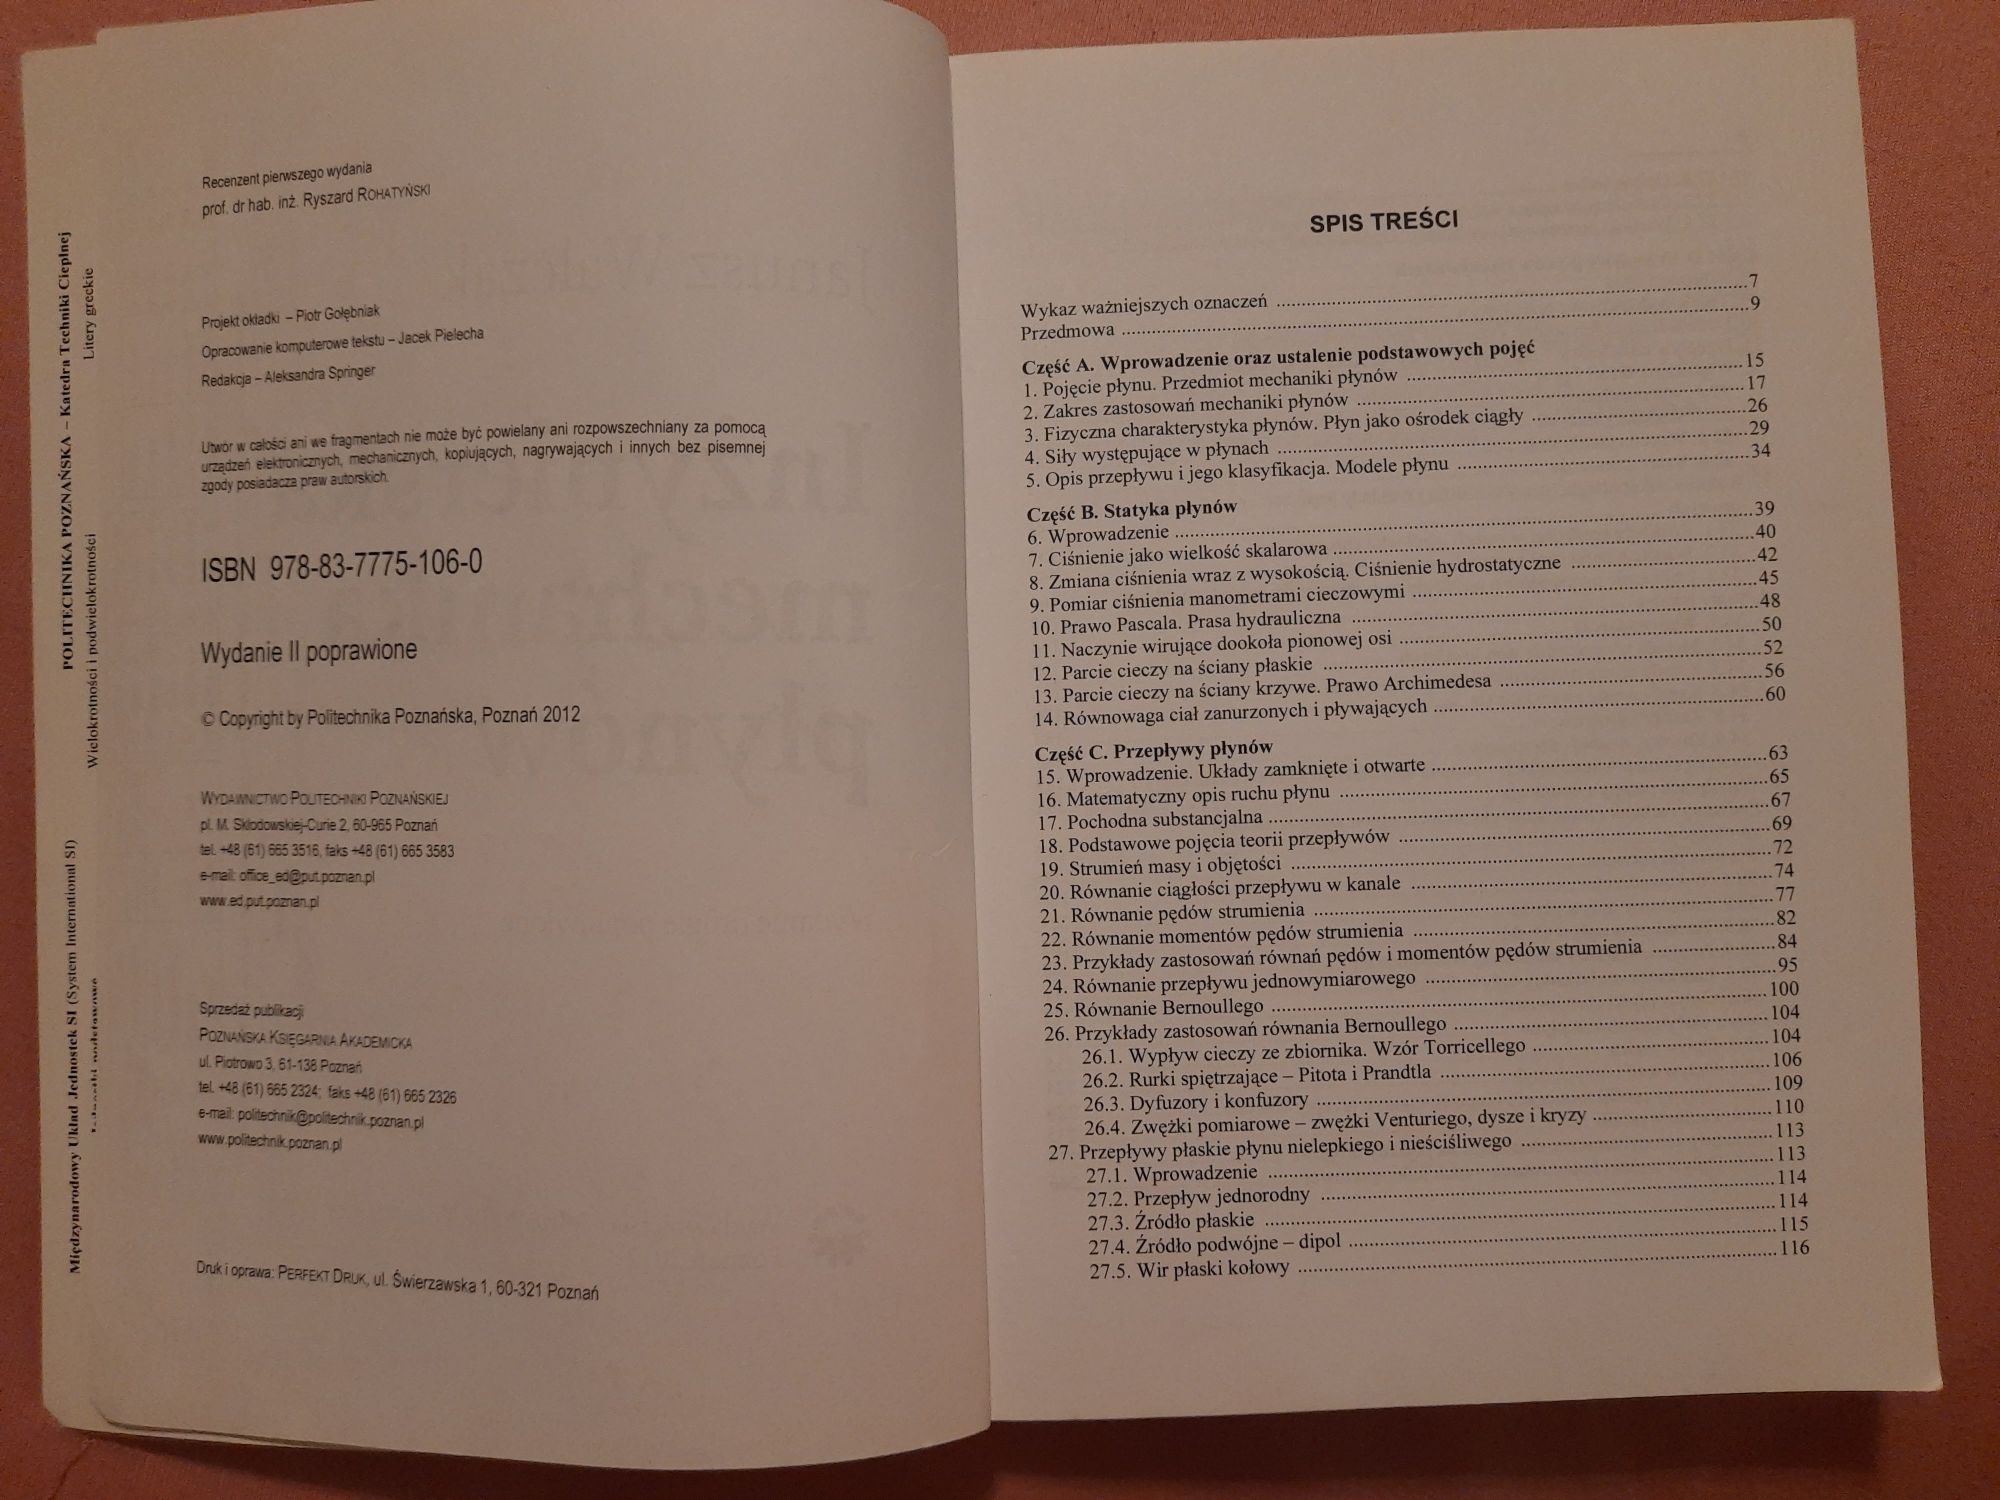 POLITECHNIKA POZNAŃSKA – Katedra Techniki Cieplnej
Międzynarodowy Układ Jednostek SI (System International SI)
Litery greckie
Wielokrotności i podwielokrotności
Recenzent pierwszego wydania
prof. dr hab. inż. Ryszard ROHATYŃSKI
Projekt okładki – Piotr Gołębniak
Opracowanie komputerowe tekstu – Jacek Pielecha
Redakcja – Aleksandra Springer
Utwór w całości ani we fragmentach nie może być powielany ani rozpowszechniany za pomocą
urządzeń elektronicznych, mechanicznych, kopiujących, nagrywających i innych bez pisemnej
zgody posiadacza praw autorskich.
ISBN 978-83-7775-106-0
Wydanie II poprawione
© Copyright by Politechnika Poznańska, Poznań 2012
WYDAWNICTWO POLITECHNIKI POZNAŃSKIEJ
pl. M. Skłodowskiej-Curie 2, 60-965 Poznań
tel. +48 (61) 665 3516, faks +48 (61) 665 3583
e-mail: office_ed@put.poznan.pl
www.ed.put.poznan.pl
Sprzedaż publikacji
POZNAŃSKA KSIĘGARNIA AKADEMICKA
ul. Piotrowo 3, 61-138 Poznań
tel. +48 (61) 665 2324; faks +48 (61) 665 2326
e-mail: politechnik@politechnik.poznan.pl
www.politechnik.poznan.pl
Druk i oprawa: PERFEKT DRUK, ul. Świerzawska 1, 60-321 Poznań
SPIS TREŚCI
Wykaz ważniejszych oznaczeń ... 7
Przedmowa ... 9
Część A. Wprowadzenie oraz ustalenie podstawowych pojęć
1. Pojęcie płynu. Przedmiot mechaniki płynów ... 15
2. Zakres zastosowań mechaniki płynów ... 17
3. Fizyczna charakterystyka płynów. Płyn jako ośrodek ciągły ... 26
4. Siły występujące w płynach ... 29
5. Opis przepływu i jego klasyfikacja. Modele płynu ... 34
Część B. Statyka płynów
6. Wprowadzenie ... 39
7. Ciśnienie jako wielkość skalarowa ... 40
8. Zmiana ciśnienia wraz z wysokością. Ciśnienie hydrostatyczne ... 42
9. Pomiar ciśnienia manometrami cieczowymi ... 45
10. Prawo Pascala. Prasa hydrauliczna ... 48
11. Naczynie wirujące dookoła pionowej osi ... 50
12. Parcie cieczy na ściany płaskie ... 52
13. Parcie cieczy na ściany krzywe. Prawo Archimedesa ... 56
14. Równowaga ciał zanurzonych i pływających ... 60
Część C. Przepływy płynów
15. Wprowadzenie. Układy zamknięte i otwarte ... 63
16. Matematyczny opis ruchu płynu ... 65
17. Pochodna substancjalna ... 67
18. Podstawowe pojęcia teorii przepływów ... 69
19. Strumień masy i objętości ... 72
20. Równanie ciągłości przepływu w kanale ... 74
21. Równanie pędów strumienia ... 77
22. Równanie momentów pędów strumienia ... 82
23. Przykłady zastosowań równań pędów i momentów pędów strumienia ... 84
24. Równanie przepływu jednowymiarowego ... 95
25. Równanie Bernoullego ... 100
26. Przykłady zastosowań równania Bernoullego ... 104
26.1. Wypływ cieczy ze zbiornika. Wzór Torricellego ... 104
26.2. Rurki spiętrzające – Pitota i Prandtla ... 106
26.3. Dyfuzory i konfuzory ... 109
26.4. Zwężki pomiarowe – zwężki Venturiego, dysze i kryzy ... 110
27. Przepływy płaskie płynu nielepkiego i nieściśliwego ... 113
27.1. Wprowadzenie ... 113
27.2. Przepływ jednorodny ... 114
27.3. Źródło płaskie ... 114
27.4. Źródło podwójne – dipol ... 115
27.5. Wir płaski kołowy ... 116